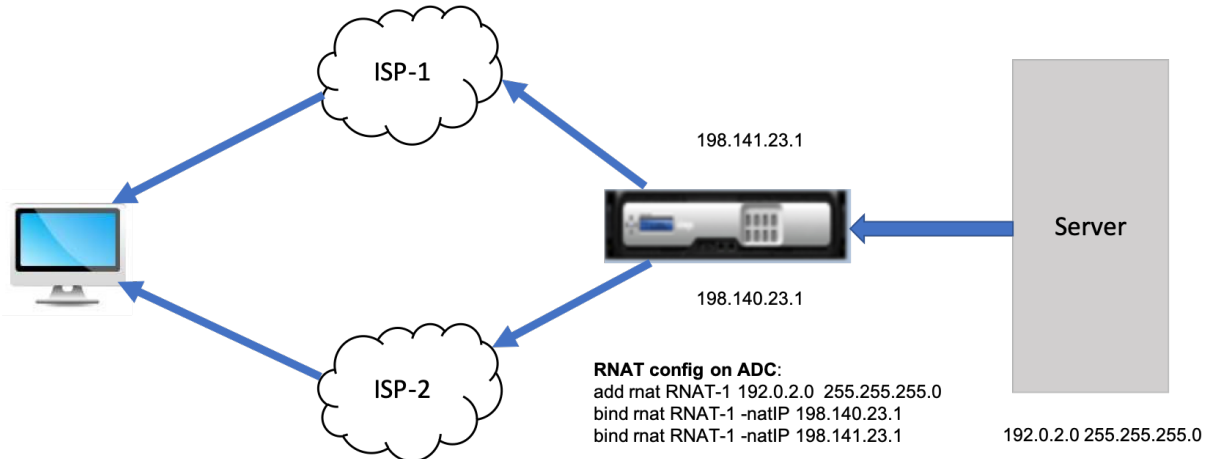 ISP-1
198.141.23.1
Server
198.140.23.1
ISP-2
RNAT config on ADC:
add rnat RNAT-1 192.0.2.0 255.255.255.0
bind rnat RNAT-1 -natIP 198.140.23.1
bind rnat RNAT-1 -natIP 198.141.23.1
192.0.2.0 255.255.255.0